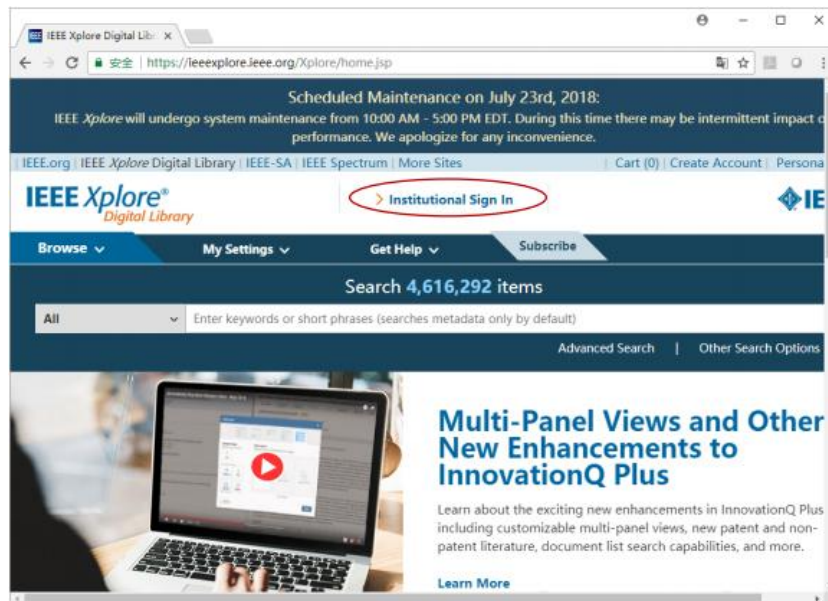 IEEE Xplore Digital Lib
安全 | https://ieeexplore.ieee.org/Xplore/home.jsp
Scheduled Maintenance on July 23rd, 2018:
IEEE Xplore will undergo system maintenance from 10:00 AM - 5:00 PM EDT. During this time there may be intermittent impact o
performance. We apologize for any inconvenience.
IEEE.org | IEEE Xplore Digital Library | IEEE-SA | IEEE Spectrum | More Sites | Cart (0) | Create Account | Persona
IEEE Xplore®
Digital Library
> Institutional Sign In
IE
Browse
My Settings
Get Help
Subscribe
Search 4,616,292 items
All
Enter keywords or short phrases (searches metadata only by default)
Advanced Search | Other Search Options
Multi-Panel Views and Other
New Enhancements to
InnovationQ Plus
Learn about the exciting new enhancements in InnovationQ Plus
including customizable multi-panel views, new patent and non-
patent literature, document list search capabilities, and more.
Learn More